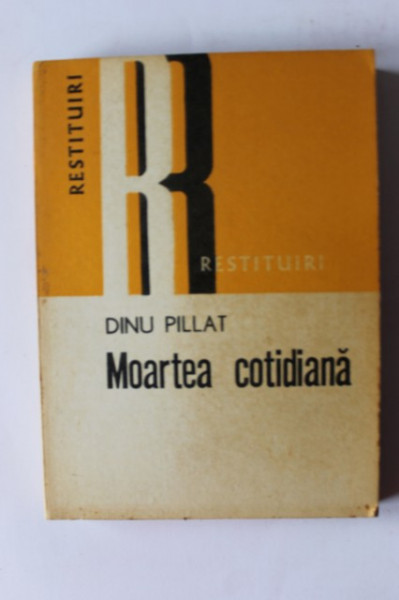 RESTITUIRI
R
RESTITUIRI
DINU PILLAT
Moartea cotidiană